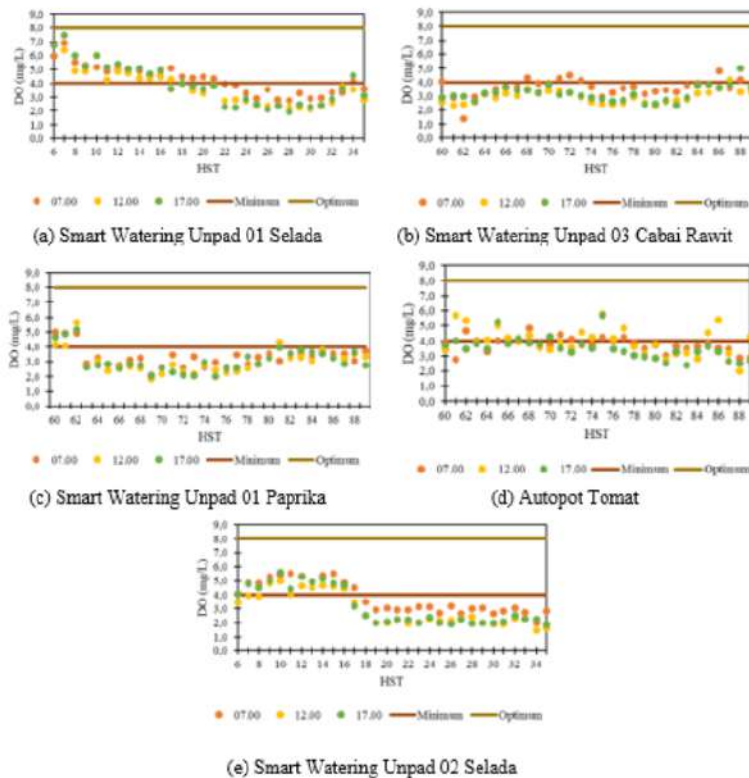 DO (mg/L)
9,0
8,0
7,0
6,0
5,0
4,0
3,0
2,0
1,0
0,0
6 8 10 12 14 16 18 20 22 24 26 28 30 32 34
HST
07.00 12.00 17.00 Minimum Optimum
(a) Smart Watering Unpad 01 Selada
DO (mg/L)
9,0
8,0
7,0
6,0
5,0
4,0
3,0
2,0
1,0
0,0
60 62 64 66 68 70 72 74 76 78 80 82 84 86 88
HST
07.00 12.00 17.00 Minimum Optimum
(b) Smart Watering Unpad 03 Cabai Rawit
DO (mg/L)
9,0
8,0
7,0
6,0
5,0
4,0
3,0
2,0
1,0
0,0
60 62 64 66 68 70 72 74 76 78 80 82 84 86 88
HST
07.00 12.00 17.00 Minimum Optimum
(c) Smart Watering Unpad 01 Paprika
DO (mg/L)
9,0
8,0
7,0
6,0
5,0
4,0
3,0
2,0
1,0
0,0
60 62 64 66 68 70 72 74 76 78 80 82 84 86 88
HST
07.00 12.00 17.00 Minimum Optimum
(d) Autopot Tomat
DO (mg/L)
9,0
8,0
7,0
6,0
5,0
4,0
3,0
2,0
1,0
0,0
6 8 10 12 14 16 18 20 22 24 26 28 30 32 34
HST
07.00 12.00 17.00 Minimum Optimum
(e) Smart Watering Unpad 02 Selada